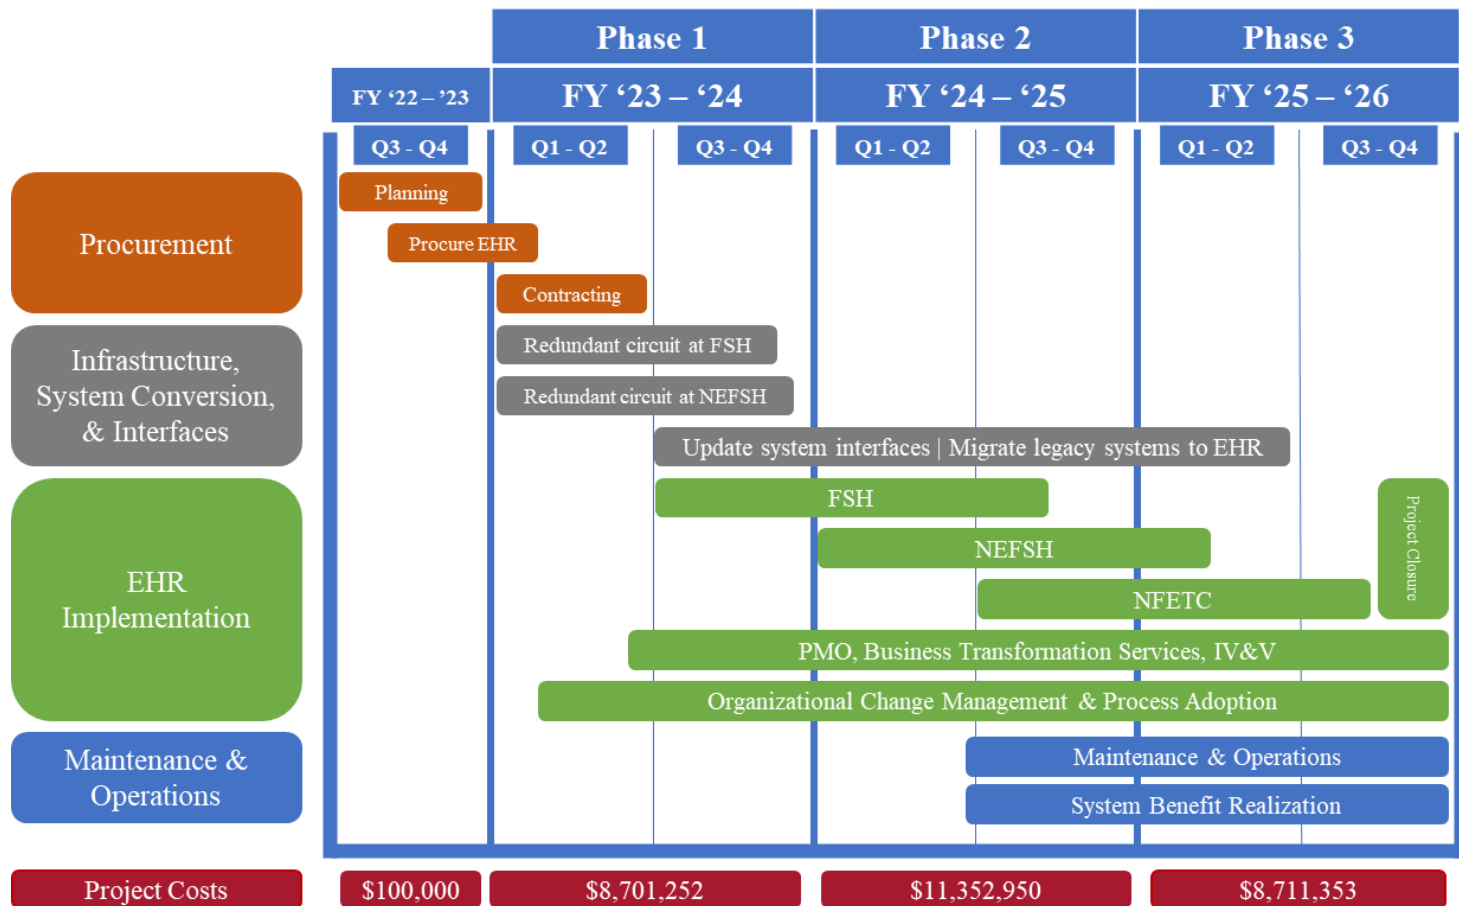 Phase 1
Phase 2
Phase 3
FY ‘22 – ’23
FY ‘23 – ‘24
FY ‘24 – ‘25
FY ‘25 – ‘26
Q3 - Q4
Q1 - Q2
Q3 - Q4
Q1 - Q2
Q3 - Q4
Q1 - Q2
Q3 - Q4
Procurement
Planning
Procure EHR
Contracting
Infrastructure,
System Conversion,
& Interfaces
Redundant circuit at FSH
Redundant circuit at NEFSH
Update system interfaces | Migrate legacy systems to EHR
EHR
Implementation
FSH
NEFSH
NFETC
Project Closure
PMO, Business Transformation Services, IV&V
Organizational Change Management & Process Adoption
Maintenance &
Operations
Maintenance & Operations
System Benefit Realization
Project Costs
$100,000
$8,701,252
$11,352,950
$8,711,353